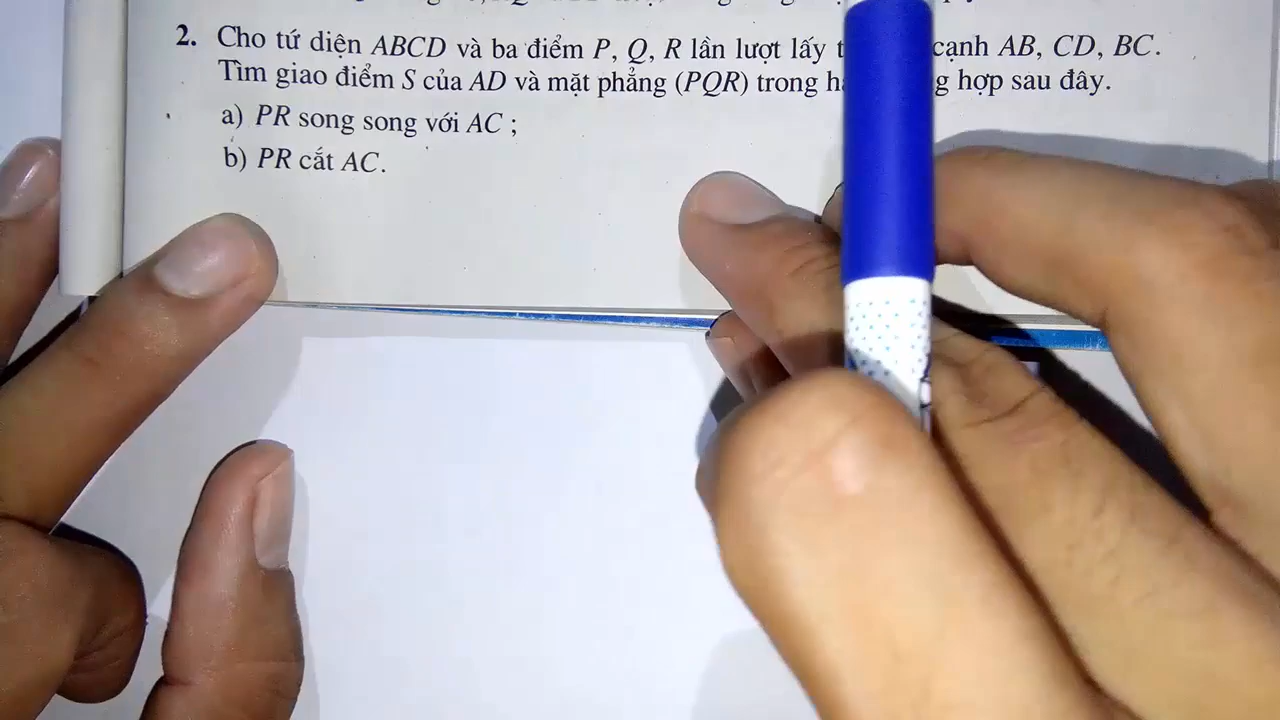 2. Cho tứ diện ABCD và ba điểm P, Q, R lần lượt lấy cạnh AB, CD, BC.
Tìm giao điểm S của AD và mặt phẳng (PQR) trong hợp sau đây.
a) PR song song với AC ;
b) PR cắt AC.